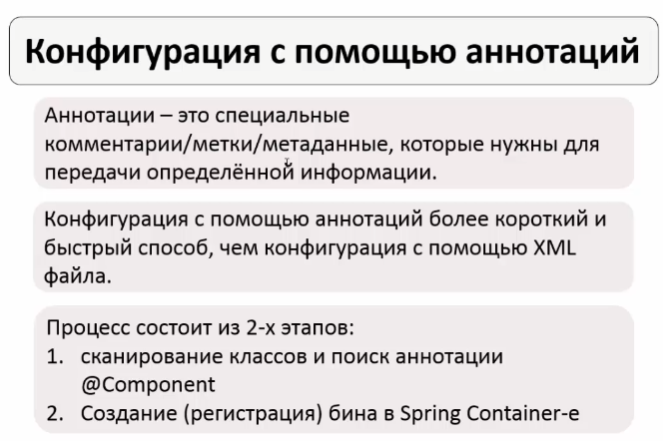 Конфигурация с помощью аннотаций
Аннотации – это специальные
комментарии/метки/метаданные, которые нужны для
передачи определённой информации.
Конфигурация с помощью аннотаций более короткий и
быстрый способ, чем конфигурация с помощью XML
файла.
Процесс состоит из 2-х этапов:
1. сканирование классов и поиск аннотации
@Component
2. Создание (регистрация) бина в Spring Container-е